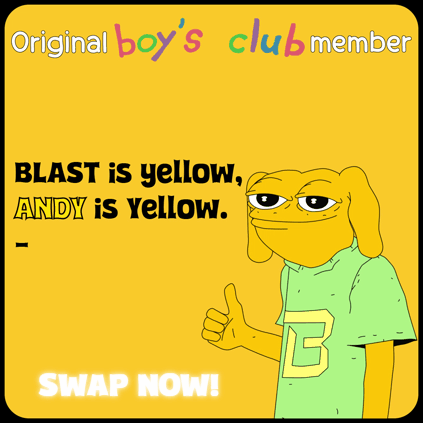 Original boy's club member
BLAST is yellow,
ANDY is Yellow.
–
B
SWAP NOW!